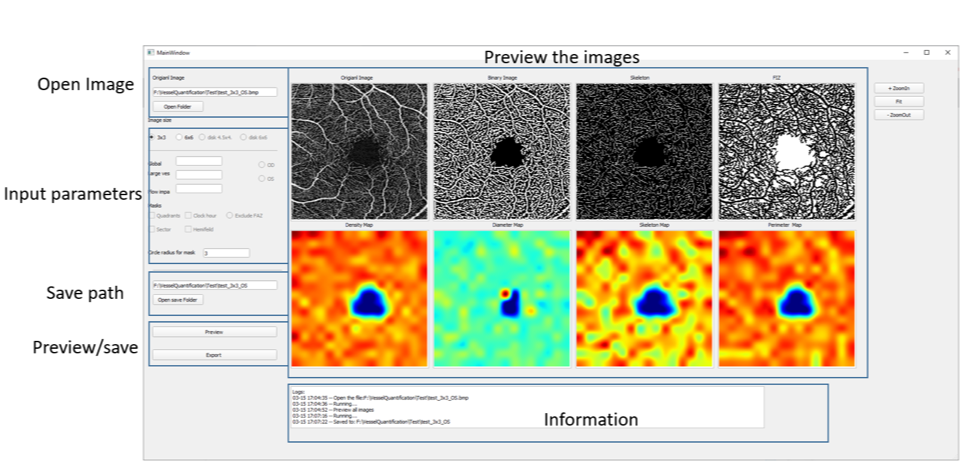 MainWindow
Preview the images
Open Image
Origianl Image
F:\VesselQuantification\Test\test_3x3_OS.bmp
Open Folder
Image size
3x3 6x6 disk 4.5x4. disk 6x6
Input parameters
Global
Large ves
Flow impa
OD
OS
Masks
Quadrants Clock hour Exclude FAZ
Sector Hemifield
Circle radius for mask 3
Save path
F:\VesselQuantification\Test\test_3x3_OS
Open save Folder
Preview/save
Preview
Export
Origianl Image Binary Image Skeleton
Density Map Diameter Map Skeleton Map Perimeter Map
+ ZoomIn
Fit
- ZoomOut
Logs:
03-15 17:04:35 -- Open the file:F:\VesselQuantification\Test\test_3x3_OS.bmp
03-15 17:04:36 -- Running...
03-15 17:04:52 -- Preview all images
03-15 17:07:16 -- Running...
03-15 17:07:22 -- Saved to: F:\VesselQuantification\Test\test_3x3_OS
Information